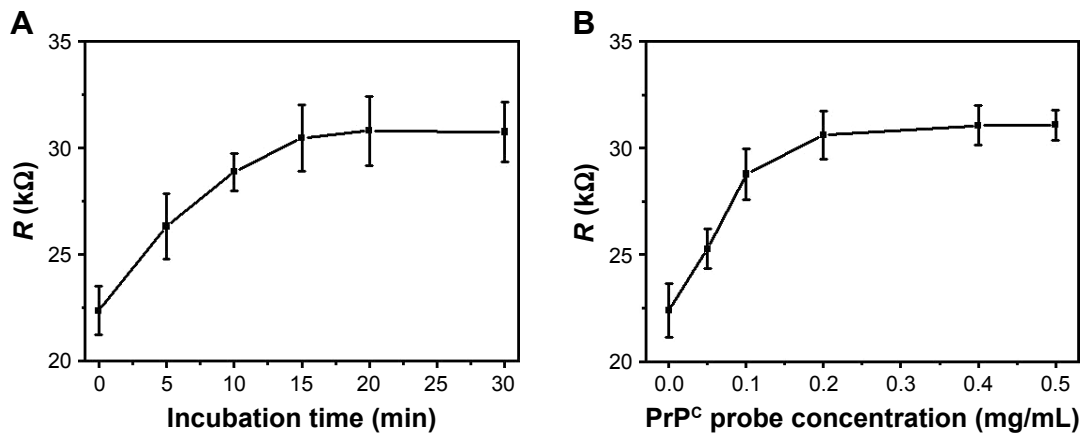 A
35
30
25
20
R (kΩ)
0 5 10 15 20 25 30
Incubation time (min)
B
35
30
25
20
R (kΩ)
0.0 0.1 0.2 0.3 0.4 0.5
PrPᶜ probe concentration (mg/mL)